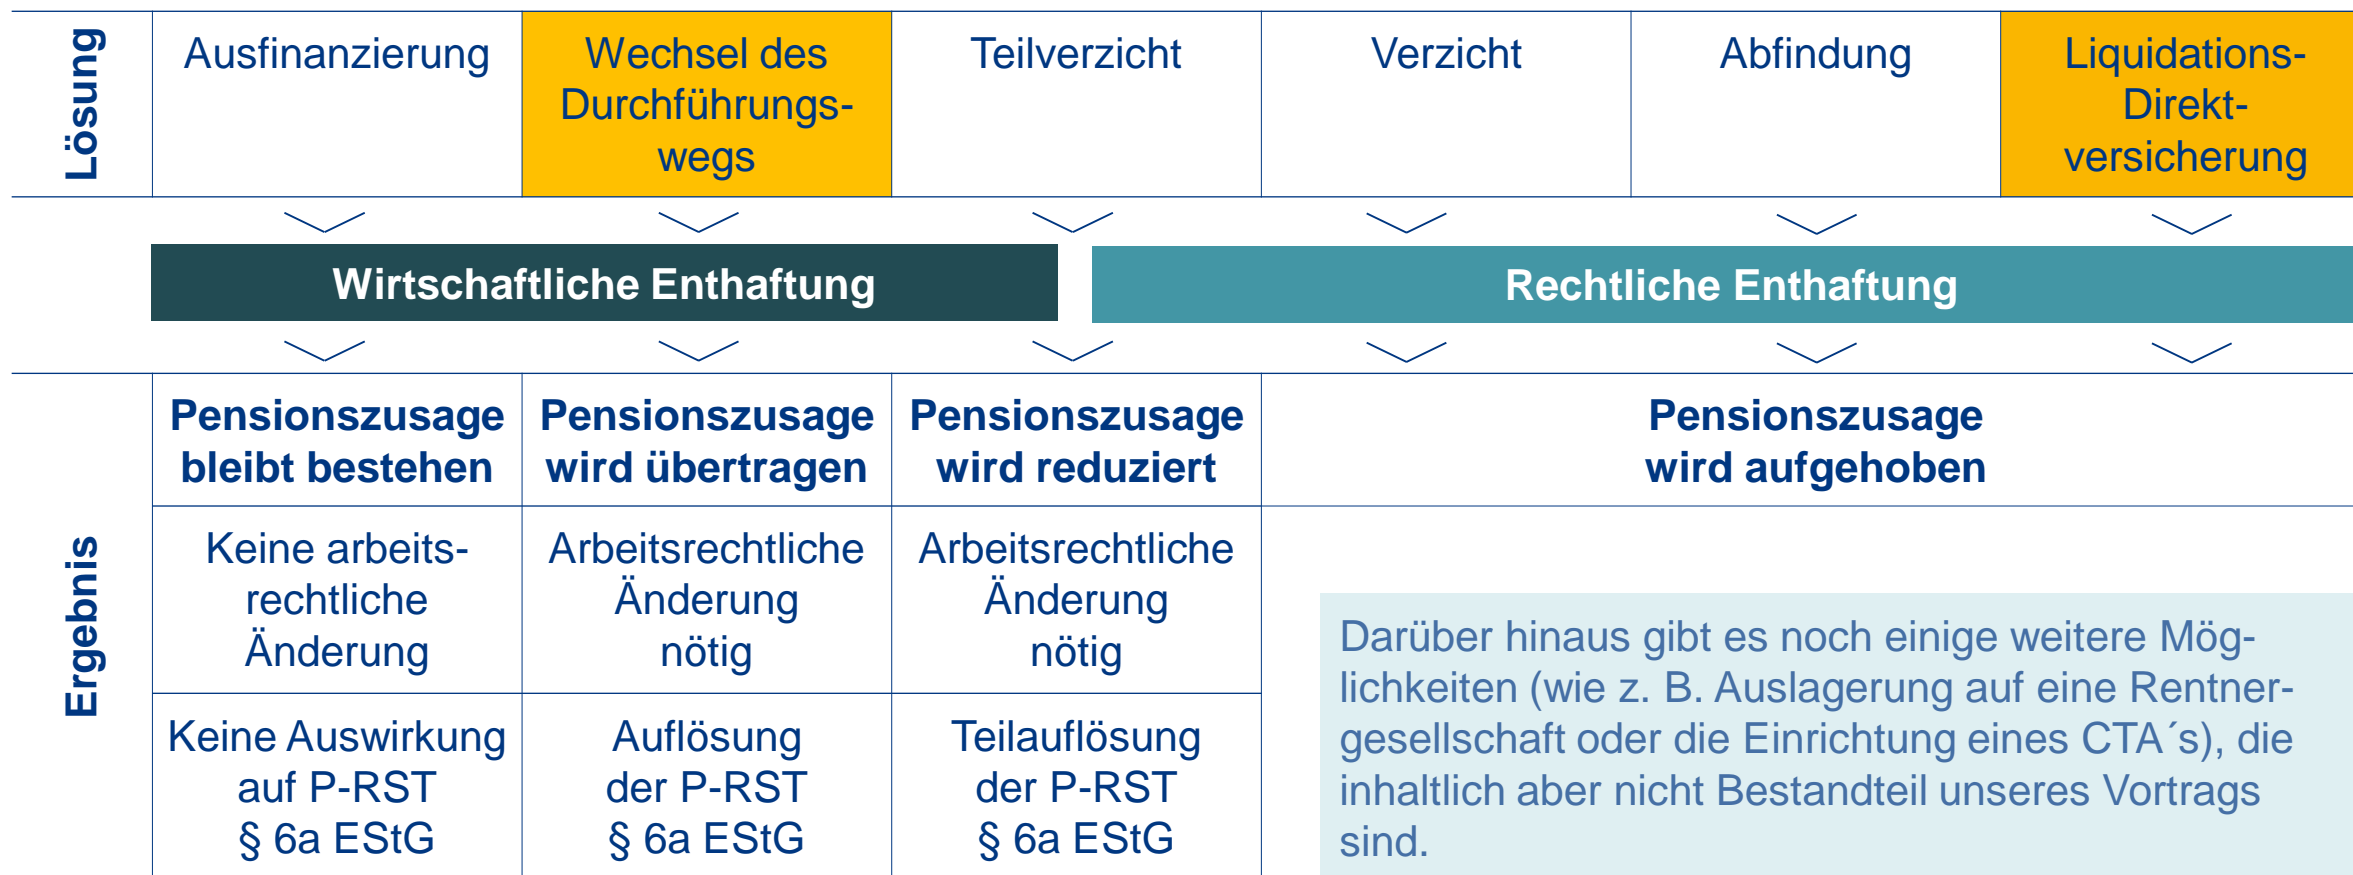 Lösung
Ausfinanzierung
Wechsel des
Durchführungs-
wegs
Teilverzicht
Verzicht
Abfindung
Liquidations-
Direkt-
versicherung
Wirtschaftliche Enthaftung
Rechtliche Enthaftung
Ergebnis
Pensionszusage
bleibt bestehen
Pensionszusage
wird übertragen
Pensionszusage
wird reduziert
Pensionszusage
wird aufgehoben
Keine arbeits-
rechtliche
Änderung
Arbeitsrechtliche
Änderung
nötig
Arbeitsrechtliche
Änderung
nötig
Keine Auswirkung
auf P-RST
§ 6a EStG
Auflösung
der P-RST
§ 6a EStG
Teilauflösung
der P-RST
§ 6a EStG
Darüber hinaus gibt es noch einige weitere Mög-
lichkeiten (wie z. B. Auslagerung auf eine Rentner-
gesellschaft oder die Einrichtung eines CTA´s), die
inhaltlich aber nicht Bestandteil unseres Vortrags
sind.